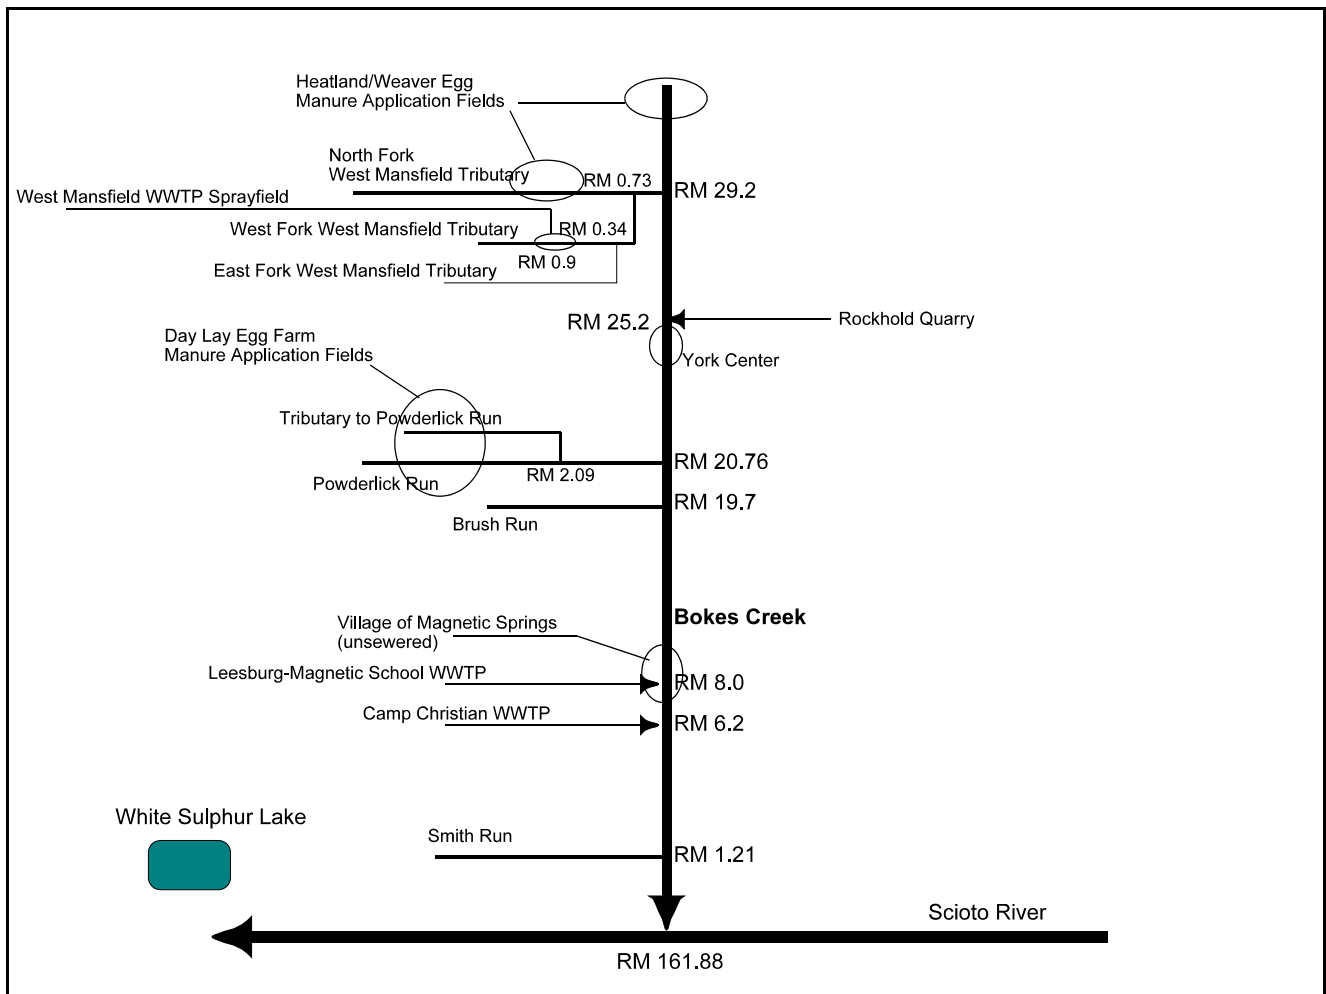 Heatland/Weaver Egg
Manure Application Fields
North Fork
West Mansfield Tributary
RM 0.73
RM 29.2
West Mansfield WWTP Sprayfield
West Fork West Mansfield Tributary
RM 0.34
RM 0.9
East Fork West Mansfield Tributary
RM 25.2
Rockhold Quarry
Day Lay Egg Farm
Manure Application Fields
York Center
Tributary to Powderlick Run
RM 20.76
RM 2.09
Powderlick Run
RM 19.7
Brush Run
Bokes Creek
Village of Magnetic Springs
(unsewered)
Leesburg-Magnetic School WWTP
RM 8.0
Camp Christian WWTP
RM 6.2
White Sulphur Lake
Smith Run
RM 1.21
Scioto River
RM 161.88